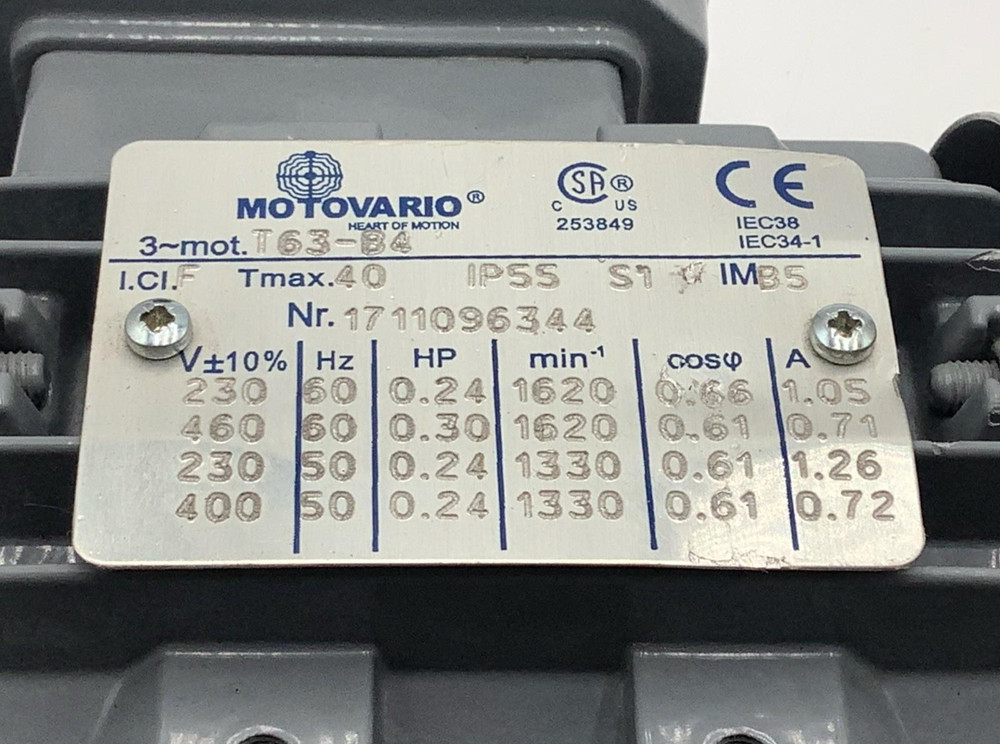 MOTOVARIO®
HEART OF MOTION
CSA®
C US
253849
CE
IEC38
IEC34-1
3~mot. T63-B4
I.Cl.F Tmax.40 IP55 S1 IMB5
Nr. 1711096344
V±10% Hz HP min-1 cosφ A
230 60 0.24 1620 0.66 1.05
460 60 0.30 1620 0.61 0.71
230 50 0.24 1330 0.61 1.26
400 50 0.24 1330 0.61 0.72